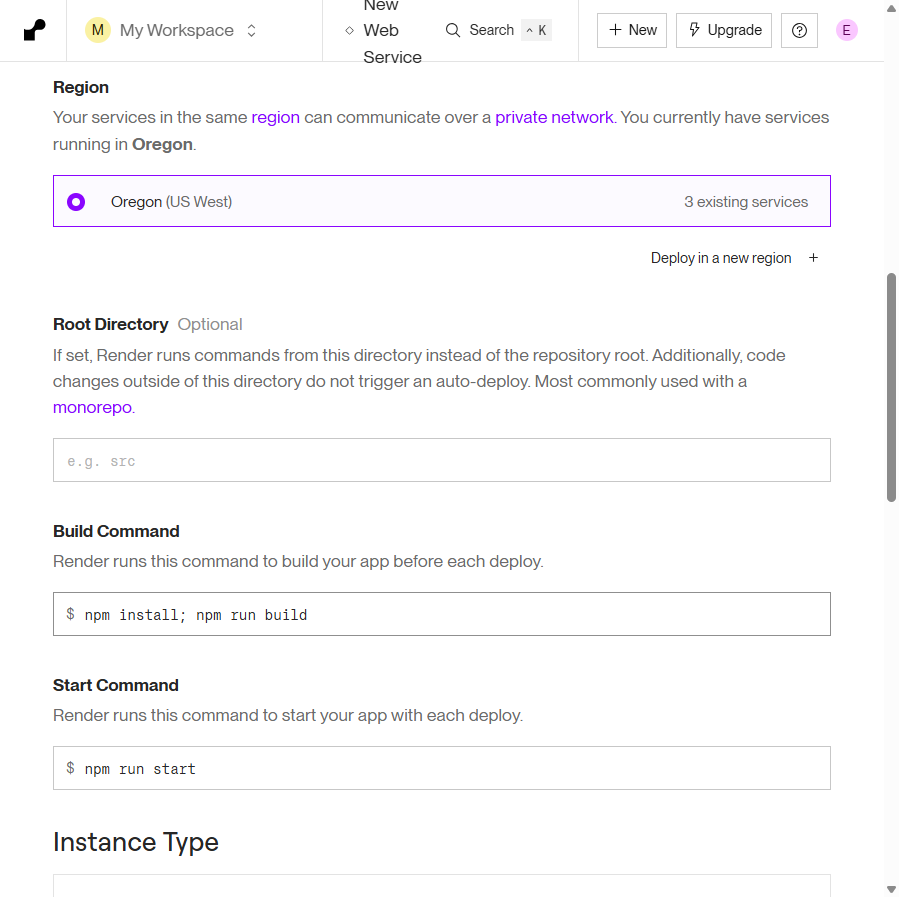 M My Workspace
New
Web
Service
Search ^ K
+ New
Upgrade
E
Region
Your services in the same region can communicate over a private network. You currently have services
running in Oregon.
Oregon (US West) 3 existing services
Deploy in a new region +
Root Directory Optional
If set, Render runs commands from this directory instead of the repository root. Additionally, code
changes outside of this directory do not trigger an auto-deploy. Most commonly used with a
monorepo.
e.g. src
Build Command
Render runs this command to build your app before each deploy.
$ npm install; npm run build
Start Command
Render runs this command to start your app with each deploy.
$ npm run start
Instance Type